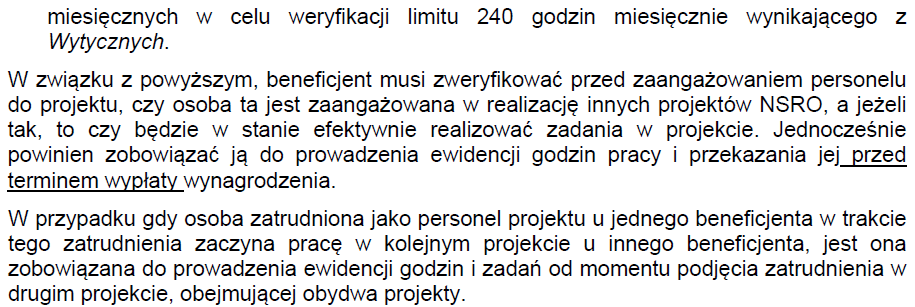 miesięcznych w celu weryfikacji limitu 240 godzin miesięcznie wynikającego z
Wytycznych.
W związku z powyższym, beneficjent musi zweryfikować przed zaangażowaniem personelu
do projektu, czy osoba ta jest zaangażowana w realizację innych projektów NSRO, a jeżeli
tak, to czy będzie w stanie efektywnie realizować zadania w projekcie. Jednocześnie
powinien zobowiązać ją do prowadzenia ewidencji godzin pracy i przekazania jej przed
terminem wypłaty wynagrodzenia.
W przypadku gdy osoba zatrudniona jako personel projektu u jednego beneficjenta w trakcie
tego zatrudnienia zaczyna pracę w kolejnym projekcie u innego beneficjenta, jest ona
zobowiązana do prowadzenia ewidencji godzin i zadań od momentu podjęcia zatrudnienia w
drugim projekcie, obejmującej obydwa projekty.